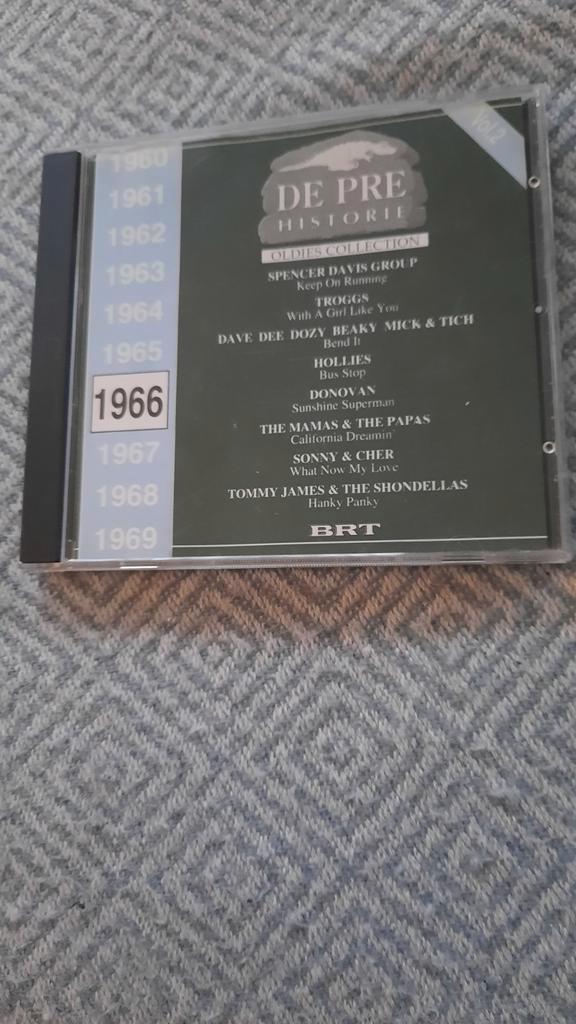 Vol.2
1960
1961
1962
1963
1964
1965
1966
1967
1968
1969
DE PRE
HISTORIE
OLDIES COLLECTION
SPENCER DAVIS GROUP
Keep On Running
TROGGS
With A Girl Like You
DAVE DEE DOZY BEAKY MICK & TICH
Bend It
HOLLIES
Bus Stop
DONOVAN
Sunshine Superman
THE MAMAS & THE PAPAS
California Dreamin'
SONNY & CHER
What Now My Love
TOMMY JAMES & THE SHONDELLAS
Hanky Panky
BRT